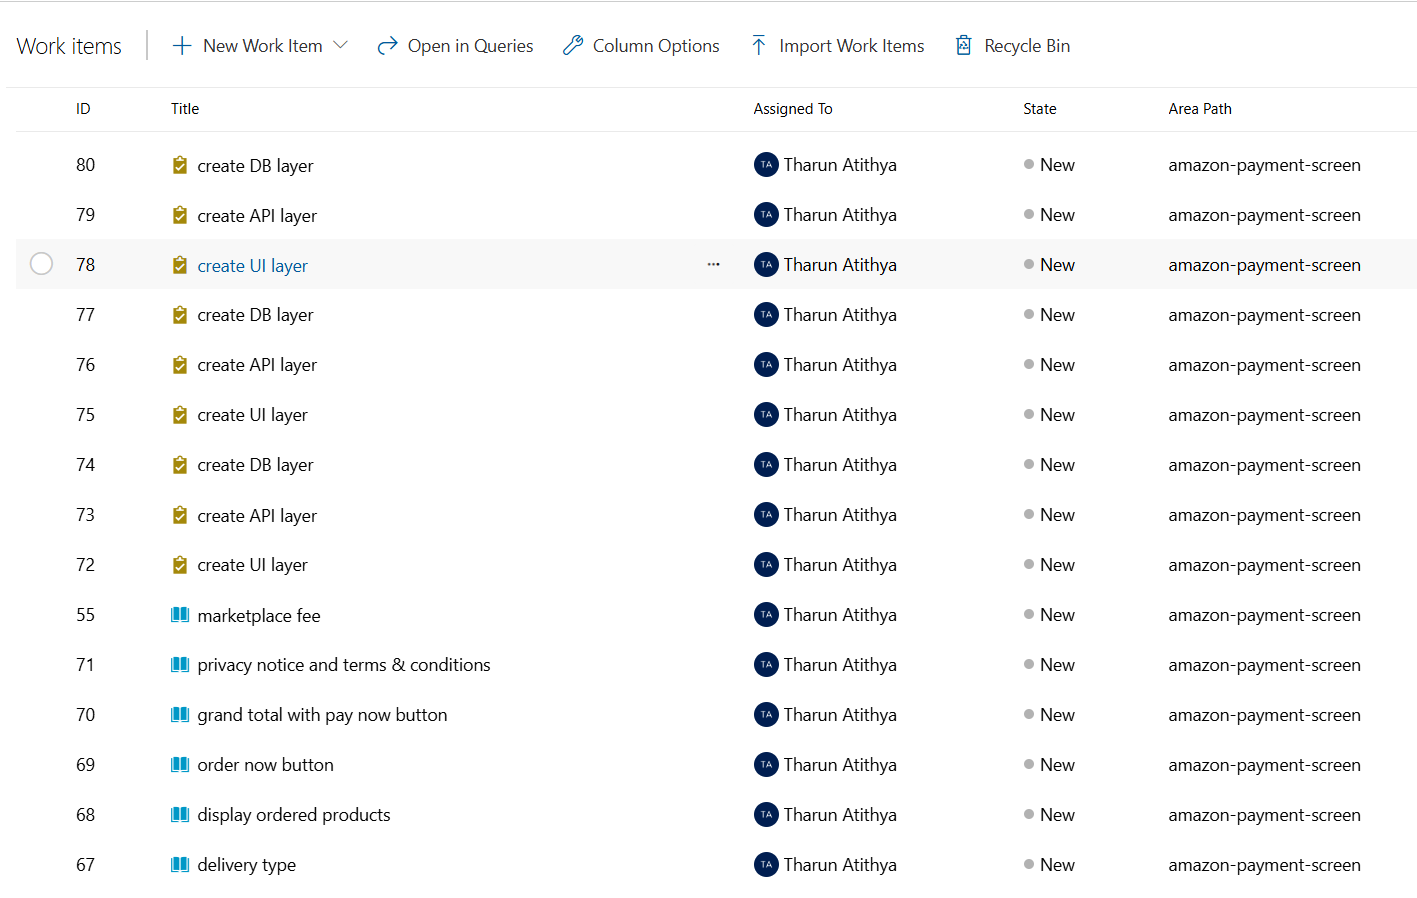 Work items New Work Item Open in Queries Column Options Import Work Items Recycle Bin
ID Title Assigned To State Area Path
80 create DB layer TA Tharun Atithya New amazon-payment-screen
79 create API layer TA Tharun Atithya New amazon-payment-screen
78 create UI layer ... TA Tharun Atithya New amazon-payment-screen
77 create DB layer TA Tharun Atithya New amazon-payment-screen
76 create API layer TA Tharun Atithya New amazon-payment-screen
75 create UI layer TA Tharun Atithya New amazon-payment-screen
74 create DB layer TA Tharun Atithya New amazon-payment-screen
73 create API layer TA Tharun Atithya New amazon-payment-screen
72 create UI layer TA Tharun Atithya New amazon-payment-screen
55 marketplace fee TA Tharun Atithya New amazon-payment-screen
71 privacy notice and terms & conditions TA Tharun Atithya New amazon-payment-screen
70 grand total with pay now button TA Tharun Atithya New amazon-payment-screen
69 order now button TA Tharun Atithya New amazon-payment-screen
68 display ordered products TA Tharun Atithya New amazon-payment-screen
67 delivery type TA Tharun Atithya New amazon-payment-screen